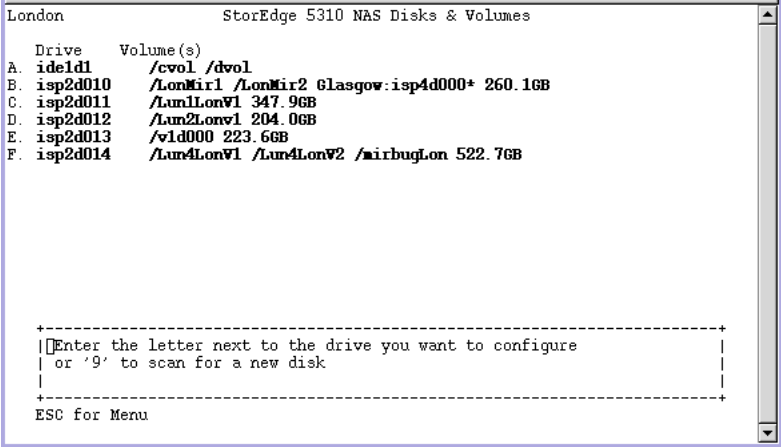 London StorEdge 5310 NAS Disks & Volumes
Drive Volume(s)
A. ide1d1 /cvol /dvol
B. isp2d010 /LonMir1 /LonMir2 Glasgow:isp4d000* 260.1GB
C. isp2d011 /Lun1LonV1 347.9GB
D. isp2d012 /Lun2Lonv1 204.0GB
E. isp2d013 /v1d000 223.6GB
F. isp2d014 /Lun4LonV1 /Lun4LonV2 /mirbugLon 522.7GB
Enter the letter next to the drive you want to configure
or '9' to scan for a new disk
ESC for Menu